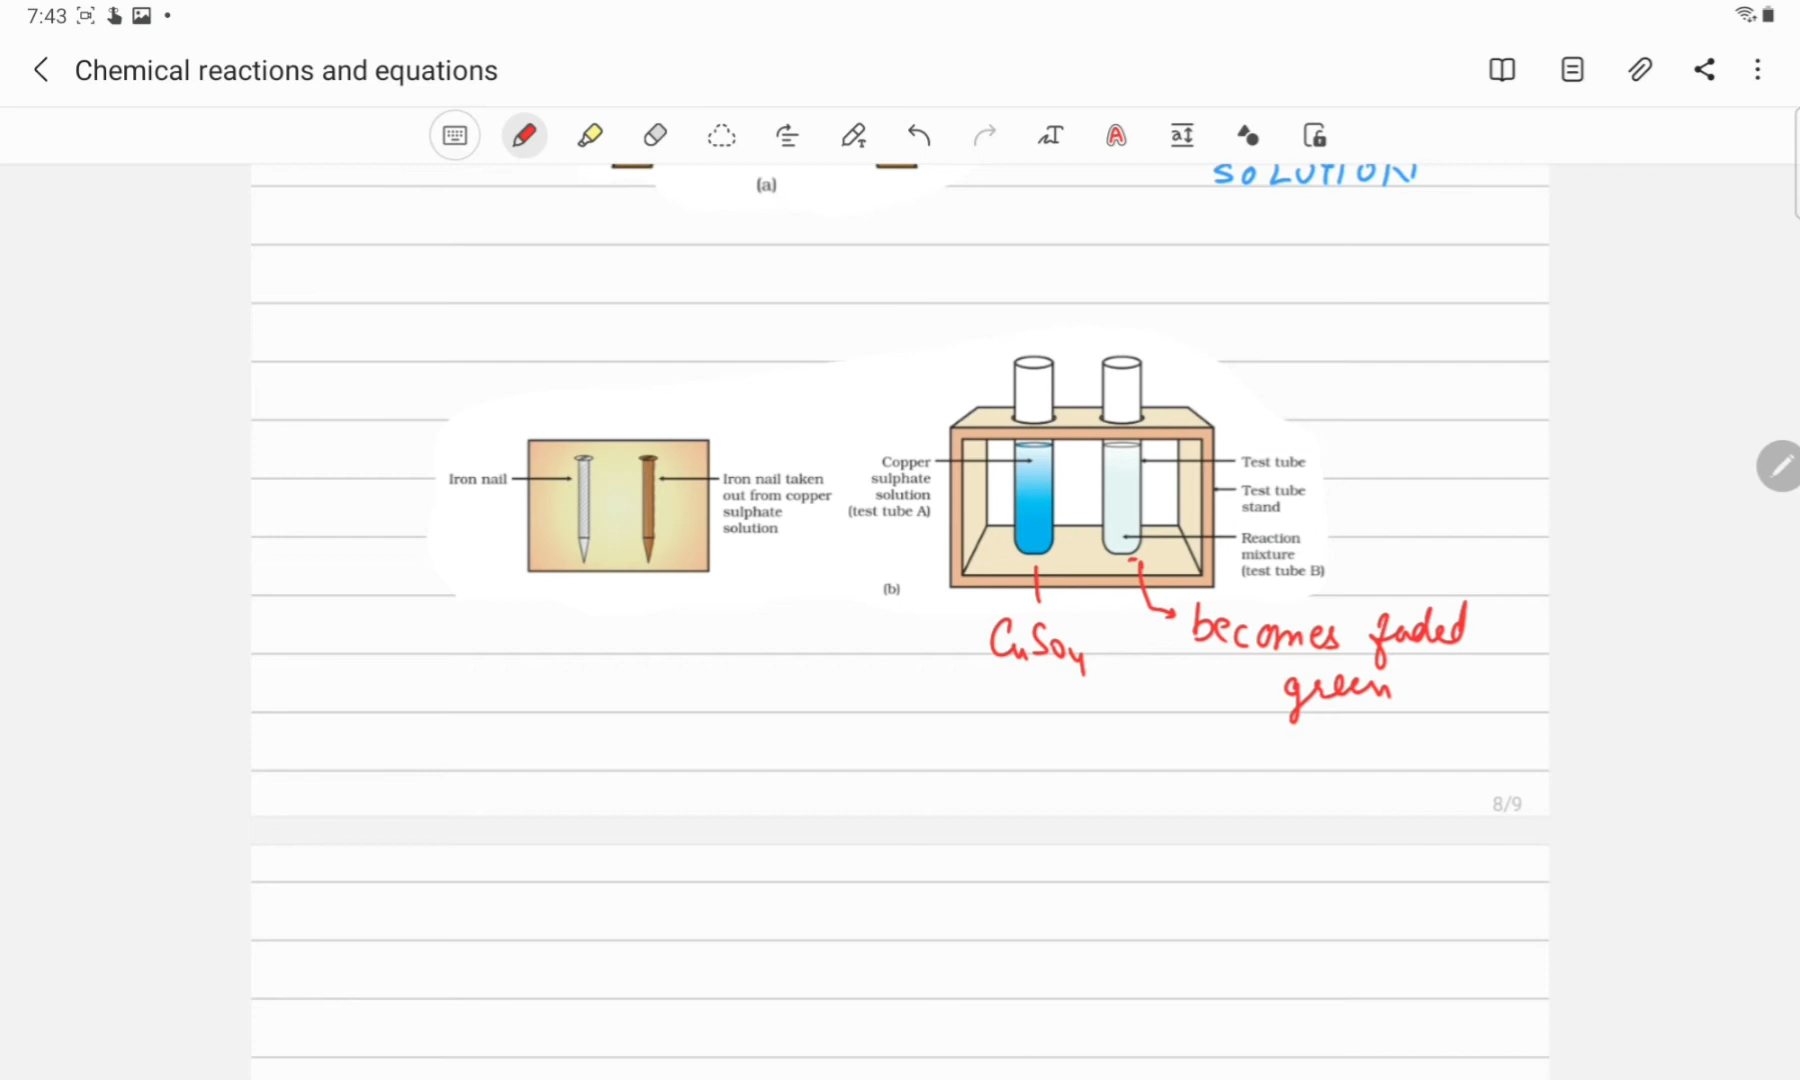 7:43
Chemical reactions and equations
SOLUTION
(a)
Iron nail
Iron nail taken
out from copper
sulphate
solution
Copper
sulphate
solution
(test tube A)
Test tube
Test tube
stand
Reaction
mixture
(test tube B)
(b)
CuSO4
becomes faded
green
8/9